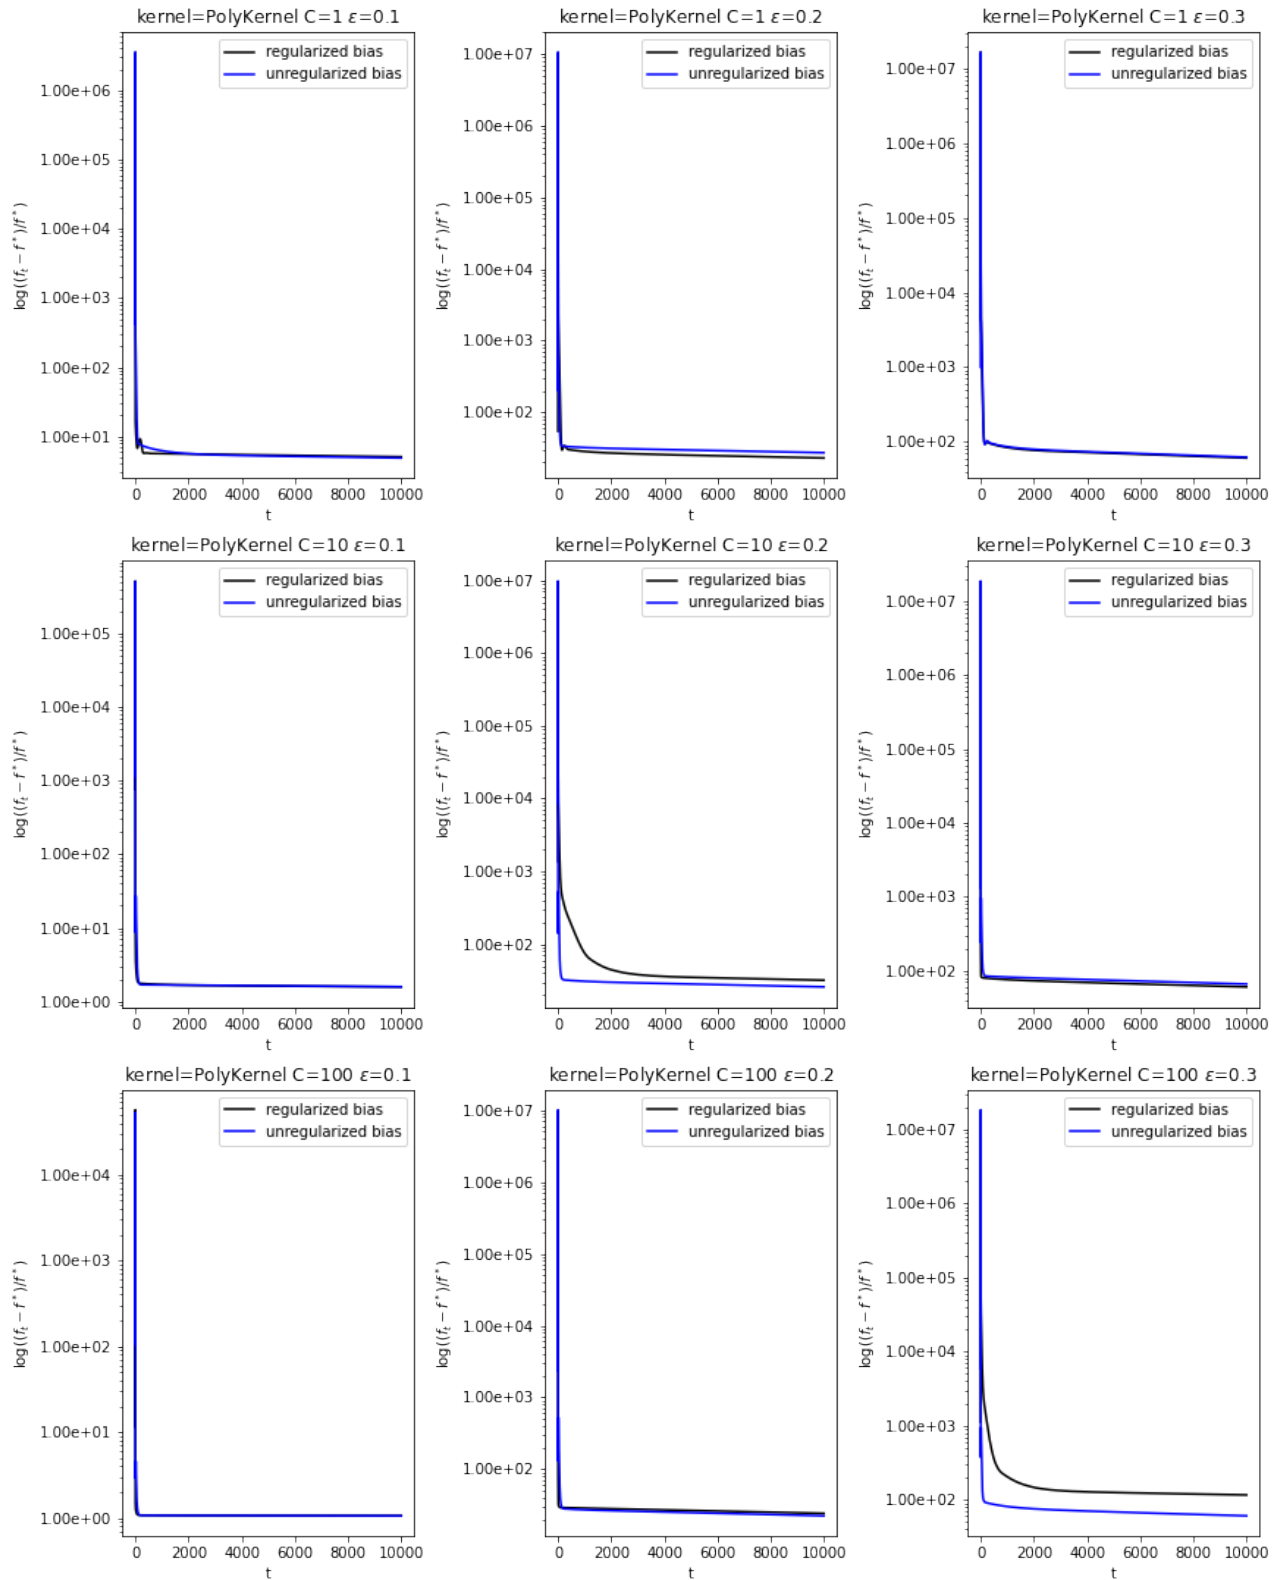 kernel=PolyKernel C=1 ε=0.1
regularized bias
unregularized bias
1.00e+06
1.00e+05
1.00e+04
1.00e+03
1.00e+02
1.00e+01
log((f_t − f^*)/f^*)
0 2000 4000 6000 8000 10000
t
kernel=PolyKernel C=1 ε=0.2
regularized bias
unregularized bias
1.00e+07
1.00e+06
1.00e+05
1.00e+04
1.00e+03
1.00e+02
log((f_t − f^*)/f^*)
0 2000 4000 6000 8000 10000
t
kernel=PolyKernel C=1 ε=0.3
regularized bias
unregularized bias
1.00e+07
1.00e+06
1.00e+05
1.00e+04
1.00e+03
1.00e+02
log((f_t − f^*)/f^*)
0 2000 4000 6000 8000 10000
t
kernel=PolyKernel C=10 ε=0.1
regularized bias
unregularized bias
1.00e+05
1.00e+04
1.00e+03
1.00e+02
1.00e+01
1.00e+00
log((f_t − f^*)/f^*)
0 2000 4000 6000 8000 10000
t
kernel=PolyKernel C=10 ε=0.2
regularized bias
unregularized bias
1.00e+07
1.00e+06
1.00e+05
1.00e+04
1.00e+03
1.00e+02
log((f_t − f^*)/f^*)
0 2000 4000 6000 8000 10000
t
kernel=PolyKernel C=10 ε=0.3
regularized bias
unregularized bias
1.00e+07
1.00e+06
1.00e+05
1.00e+04
1.00e+03
1.00e+02
log((f_t − f^*)/f^*)
0 2000 4000 6000 8000 10000
t
kernel=PolyKernel C=100 ε=0.1
regularized bias
unregularized bias
1.00e+04
1.00e+03
1.00e+02
1.00e+01
1.00e+00
log((f_t − f^*)/f^*)
0 2000 4000 6000 8000 10000
t
kernel=PolyKernel C=100 ε=0.2
regularized bias
unregularized bias
1.00e+07
1.00e+06
1.00e+05
1.00e+04
1.00e+03
1.00e+02
log((f_t − f^*)/f^*)
0 2000 4000 6000 8000 10000
t
kernel=PolyKernel C=100 ε=0.3
regularized bias
unregularized bias
1.00e+07
1.00e+06
1.00e+05
1.00e+04
1.00e+03
1.00e+02
log((f_t − f^*)/f^*)
0 2000 4000 6000 8000 10000
t